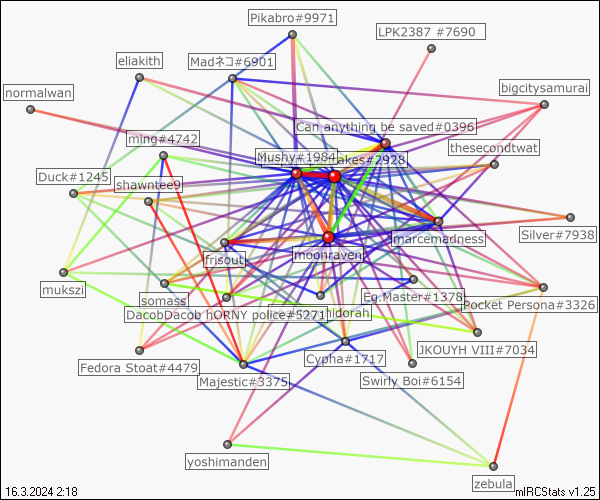 Pikabro#9971
LPK2387 #7690
eliakith
Madネコ#6901
normalwan
bigcitysamurai
Can anything be saved#0396
ming#4742
thesecondtwat
Mushy#1984
akes#2928
Duck#1245
shawntee9
Silver#7938
marcemadness
moonraven
frisout
mukszi
Eg.Master#1378
somass
Pocket Persona#3326
DacobDacob hORNY police#5271
hidorah
JKOUYH VIII#7034
Cypha#1717
Fedora Stoat#4479
Majestic#3375
Swirly Boi#6154
yoshimanden
zebula
16.3.2024 2:18
mIRCStats v1.25